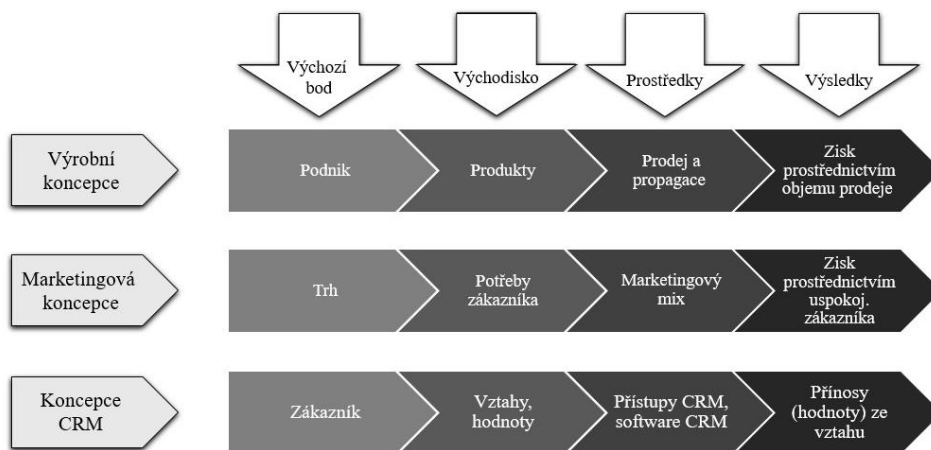 Výchozí
bod
Východisko
Prostředky
Výsledky
Výrobní
koncepce
Podnik
Produkty
Prodej a
propagace
Zisk
prostřednictvím
objemu prodeje
Marketingová
koncepce
Trh
Potřeby
zákazníka
Marketingový
mix
Zisk
prostřednictvím
uspokoj.
zákazníka
Koncepce
CRM
Zákazník
Vztahy,
hodnoty
Přístupy CRM,
software CRM
Přínosy
(hodnoty) ze
vztahu